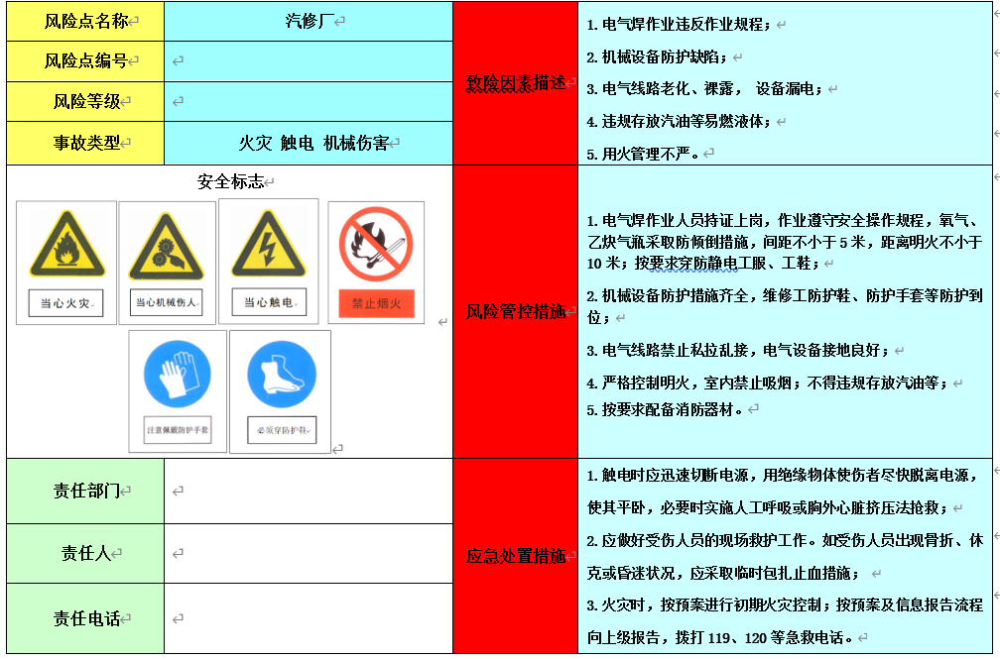 风险点名称
汽修厂
风险点编号
风险等级
事故类型
火灾 触电 机械伤害
致险因素描述
1. 电气焊作业违反作业规程；
2. 机械设备防护缺陷；
3. 电气线路老化、裸露， 设备漏电；
4. 违规存放汽油等易燃液体；
5. 用火管理不严。
安全标志
当心火灾
当心机械伤人
当心触电
禁止烟火
注意佩戴防护手套
必须穿防护鞋
风险管控措施
1. 电气焊作业人员持证上岗，作业遵守安全操作规程，氧气、
乙炔气瓶采取防倾倒措施，间距不小于 5 米，距离明火不小于
10 米；按要求穿防静电工服、工鞋；
2. 机械设备防护措施齐全，维修工防护鞋、防护手套等防护到
位；
3. 电气线路禁止私拉乱接，电气设备接地良好；
4. 严格控制明火，室内禁止吸烟；不得违规存放汽油等；
5. 按要求配备消防器材。
责任部门
责任人
责任电话
应急处置措施
1. 触电时应迅速切断电源，用绝缘物体使伤者尽快脱离电源，
使其平卧，必要时实施人工呼吸或胸外心脏挤压法抢救；
2. 应做好受伤人员的现场救护工作。如受伤人员出现骨折、休
克或昏迷状况，应采取临时包扎止血措施；
3. 火灾时，按预案进行初期火灾控制；按预案及信息报告流程
向上级报告，拨打 119、120 等急救电话。